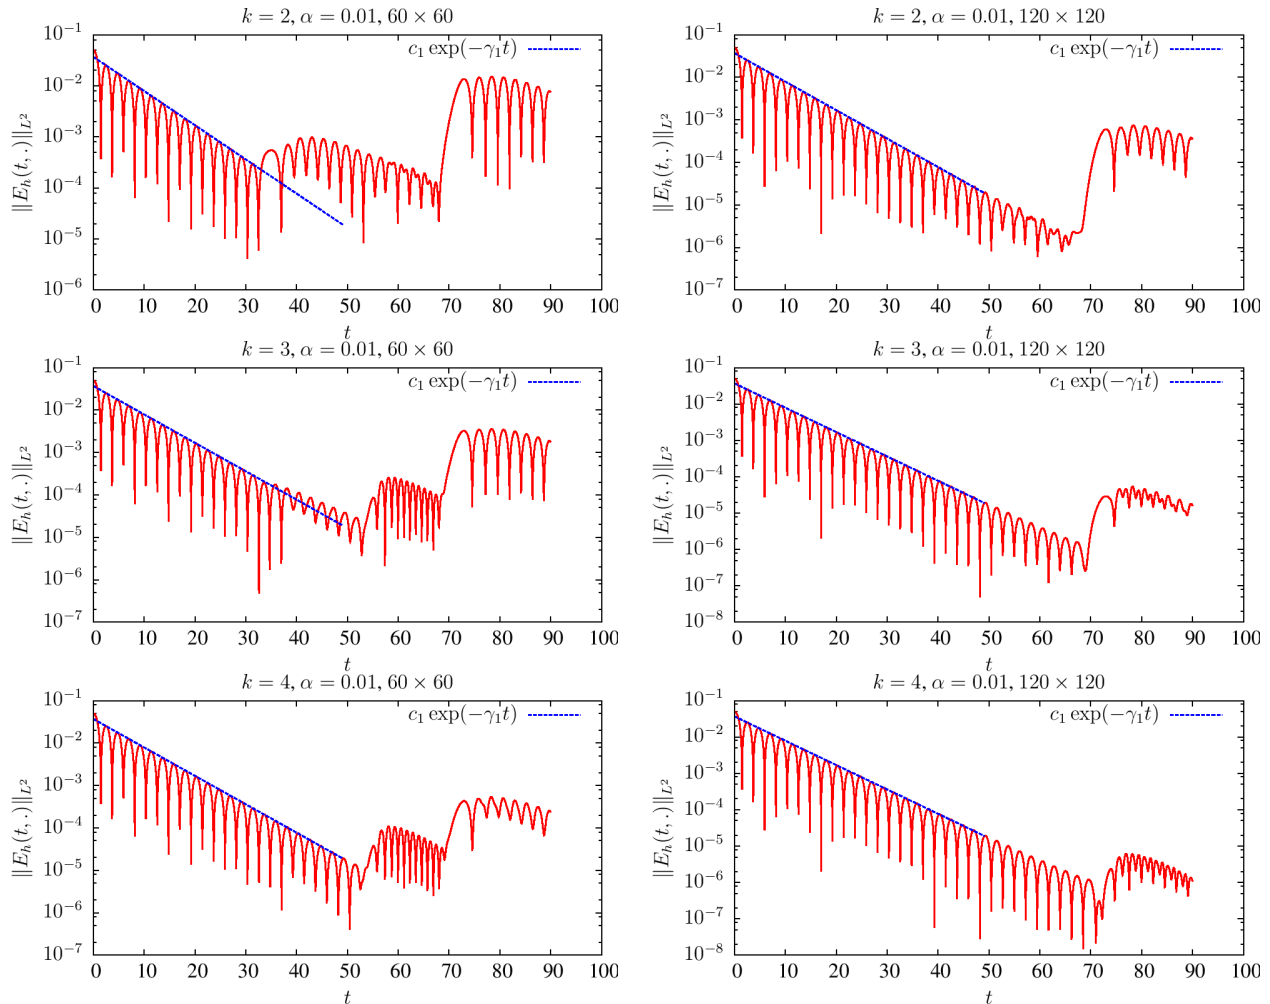 k = 2, α = 0.01, 60 × 60
c₁ exp(−γ₁t)
||E_h(t, .)||_{L²}
10⁻¹
10⁻²
10⁻³
10⁻⁴
10⁻⁵
10⁻⁶
0 10 20 30 40 50 60 70 80 90 100
t
k = 2, α = 0.01, 120 × 120
c₁ exp(−γ₁t)
||E_h(t, .)||_{L²}
10⁻¹
10⁻²
10⁻³
10⁻⁴
10⁻⁵
10⁻⁶
10⁻⁷
0 10 20 30 40 50 60 70 80 90 100
t
k = 3, α = 0.01, 60 × 60
c₁ exp(−γ₁t)
||E_h(t, .)||_{L²}
10⁻¹
10⁻²
10⁻³
10⁻⁴
10⁻⁵
10⁻⁶
10⁻⁷
0 10 20 30 40 50 60 70 80 90 100
t
k = 3, α = 0.01, 120 × 120
c₁ exp(−γ₁t)
||E_h(t, .)||_{L²}
10⁻¹
10⁻²
10⁻³
10⁻⁴
10⁻⁵
10⁻⁶
10⁻⁷
10⁻⁸
0 10 20 30 40 50 60 70 80 90 100
t
k = 4, α = 0.01, 60 × 60
c₁ exp(−γ₁t)
||E_h(t, .)||_{L²}
10⁻¹
10⁻²
10⁻³
10⁻⁴
10⁻⁵
10⁻⁶
10⁻⁷
0 10 20 30 40 50 60 70 80 90 100
t
k = 4, α = 0.01, 120 × 120
c₁ exp(−γ₁t)
||E_h(t, .)||_{L²}
10⁻¹
10⁻²
10⁻³
10⁻⁴
10⁻⁵
10⁻⁶
10⁻⁷
10⁻⁸
0 10 20 30 40 50 60 70 80 90 100
t